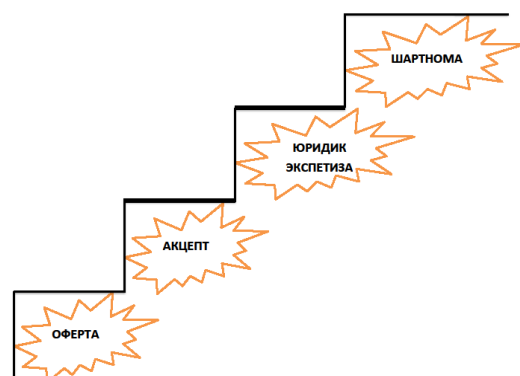 ШАРТНОМА
ЮРИДИК
ЭКСПЕТИЗА
АКЦЕПТ
ОФЕРТА